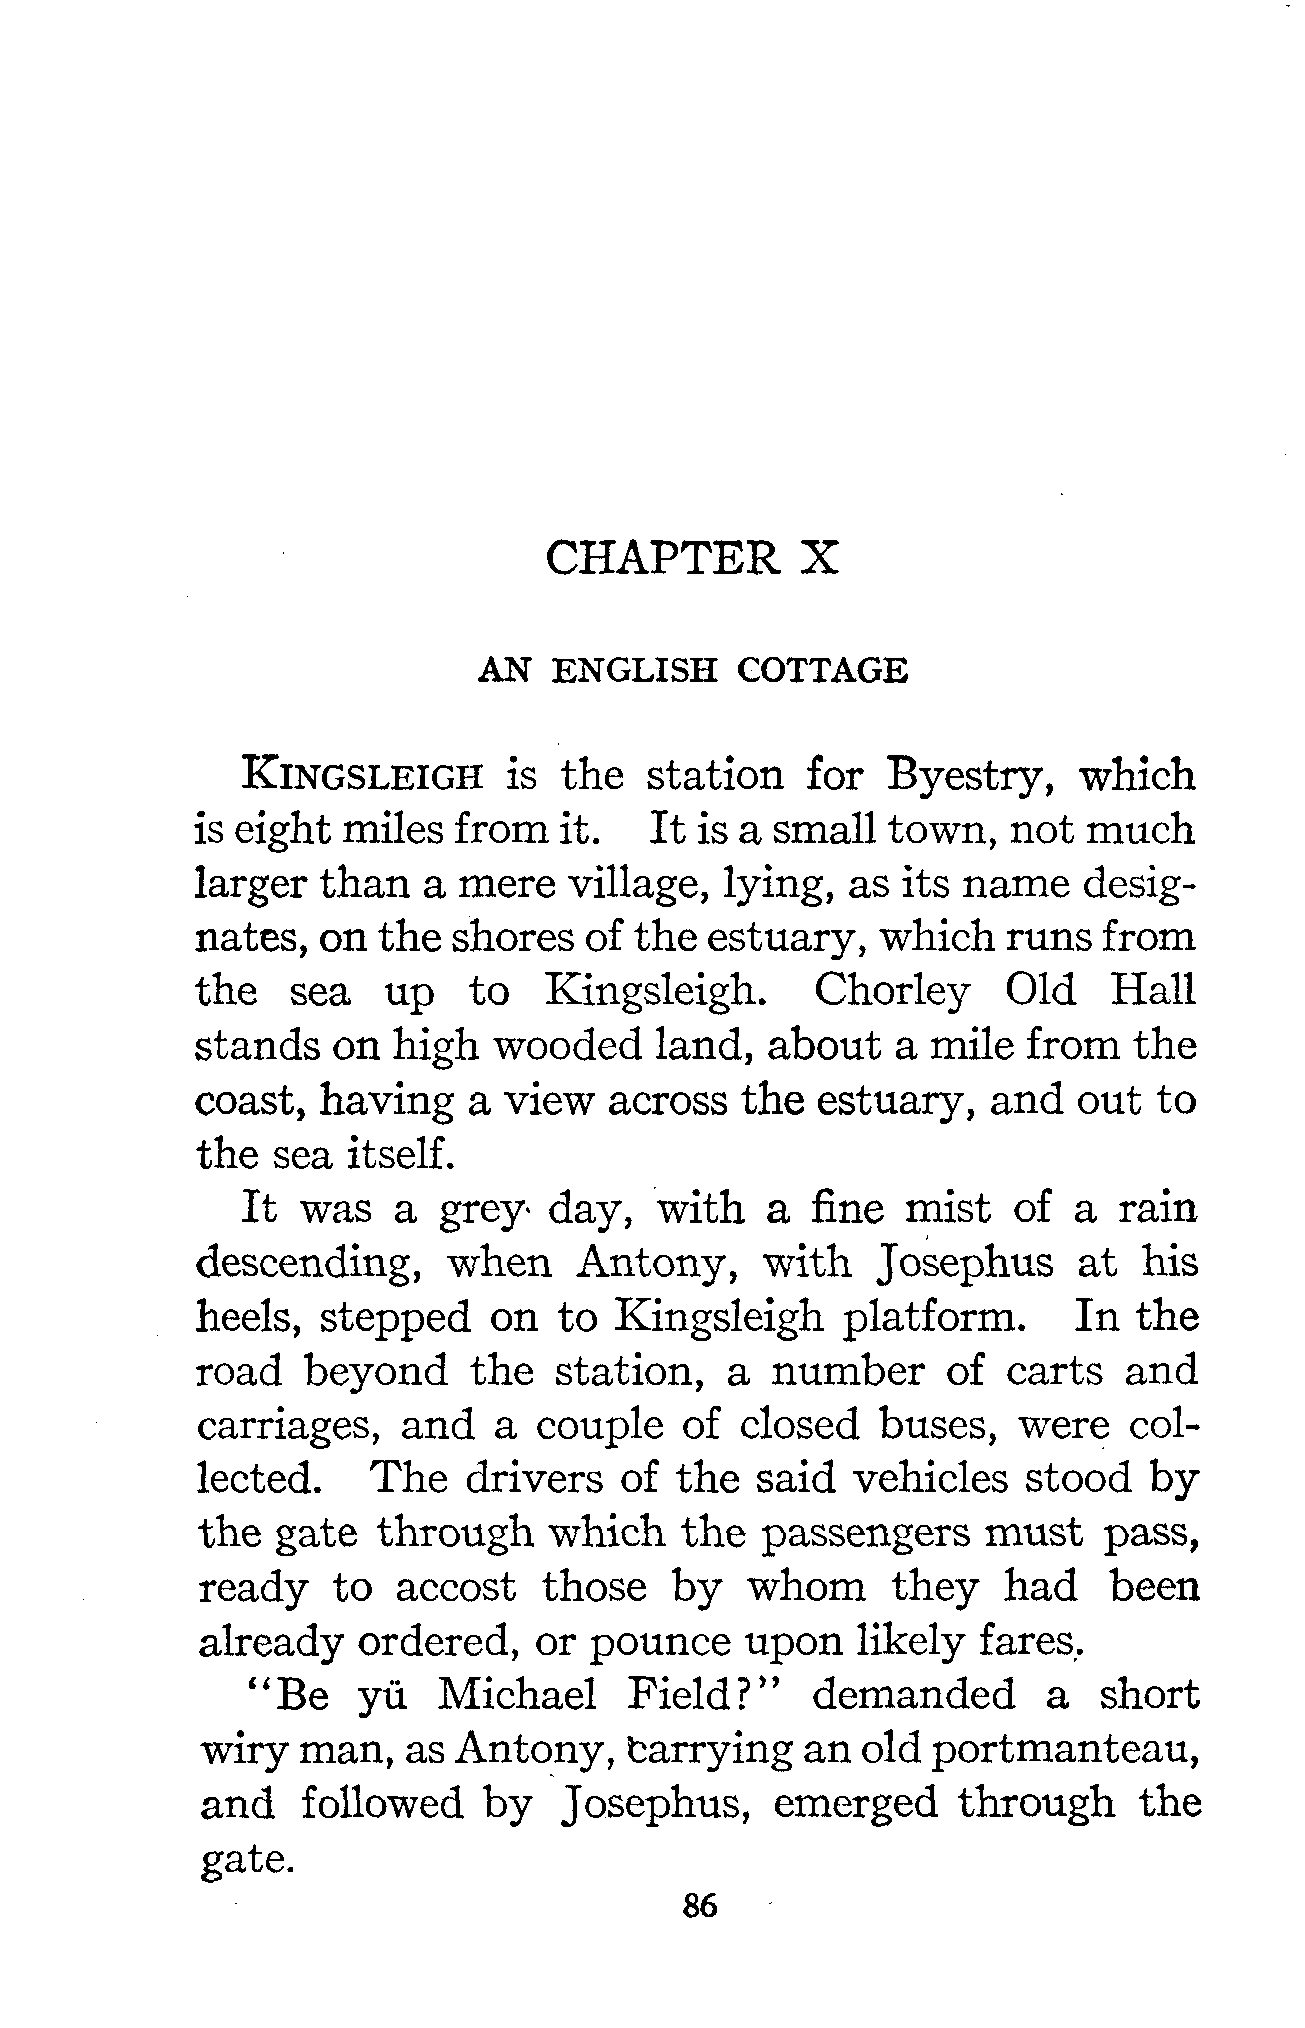 CHAPTER X
AN ENGLISH COTTAGE
KINGSLEIGH is the station for Byestry, which
is eight miles from it. It is a small town, not much
larger than a mere village, lying, as its name desig-
nates, on the shores of the estuary, which runs from
the sea up to Kingsleigh. Chorley Old Hall
stands on high wooded land, about a mile from the
coast, having a view across the estuary, and out to
the sea itself.
It was a grey day, with a fine mist of a rain
descending, when Antony, with Josephus at his
heels, stepped on to Kingsleigh platform. In the
road beyond the station, a number of carts and
carriages, and a couple of closed buses, were col-
lected. The drivers of the said vehicles stood by
the gate through which the passengers must pass,
ready to accost those by whom they had been
already ordered, or pounce upon likely fares.
"Be yü Michael Field?" demanded a short
wiry man, as Antony, carrying an old portmanteau,
and followed by Josephus, emerged through the
gate.
86